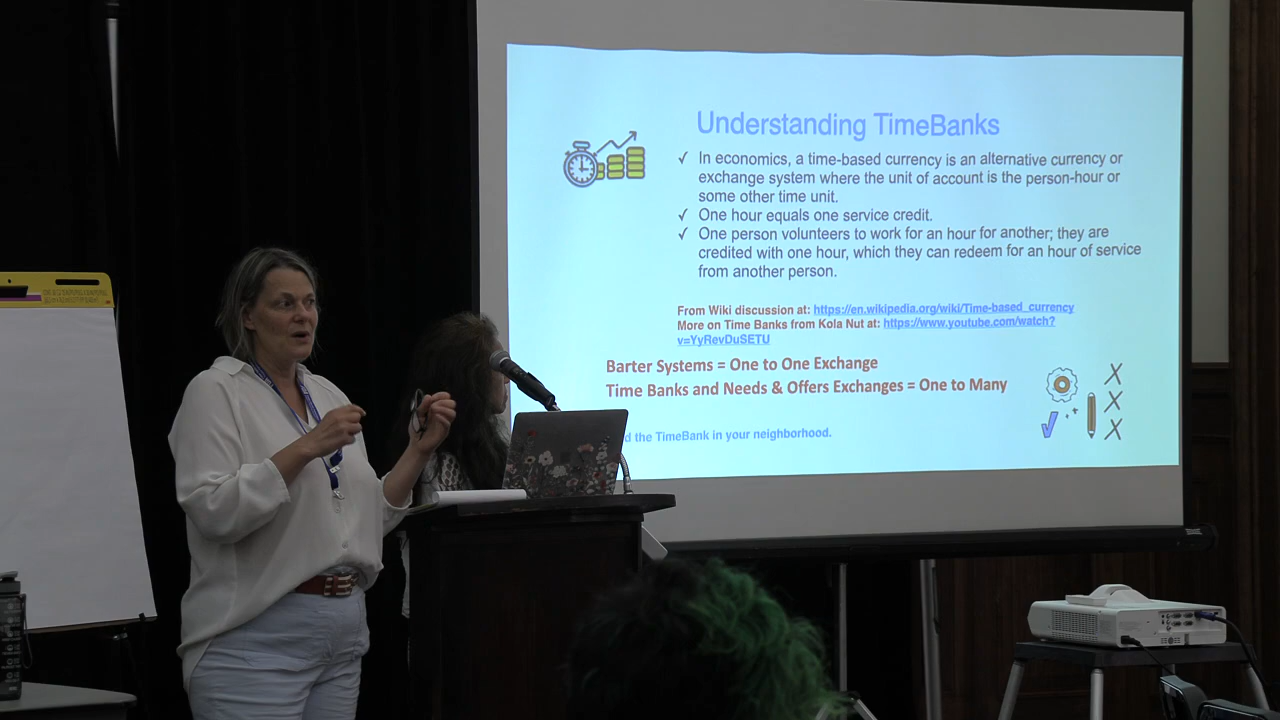 Understanding TimeBanks
✓ In economics, a time-based currency is an alternative currency or
exchange system where the unit of account is the person-hour or
some other time unit.
✓ One hour equals one service credit.
✓ One person volunteers to work for an hour for another; they are
credited with one hour, which they can redeem for an hour of service
from another person.
From Wiki discussion at: https://en.wikipedia.org/wiki/Time-based_currency
More on Time Banks from Kola Nut at: https://www.youtube.com/watch?
v=YyRevDuSETU
Barter Systems = One to One Exchange
Time Banks and Needs & Offers Exchanges = One to Many
the TimeBank in your neighborhood.